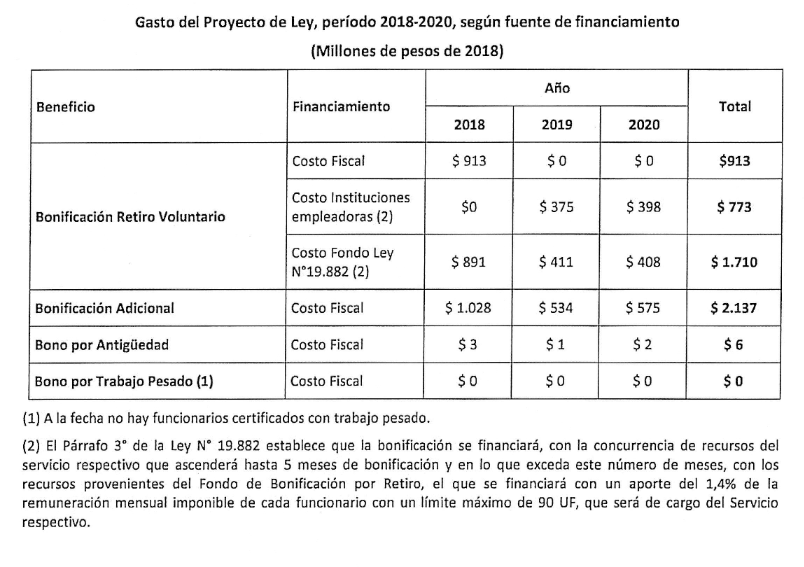 Gasto del Proyecto de Ley, período 2018-2020, según fuente de financiamiento
(Millones de pesos de 2018)
Beneficio Financiamiento Año Total
2018 2019 2020
Bonificación Retiro Voluntario Costo Fiscal $ 913 $ 0 $ 0 $913
Costo Instituciones empleadoras (2) $0 $ 375 $ 398 $ 773
Costo Fondo Ley N°19.882 (2) $ 891 $ 411 $ 408 $ 1.710
Bonificación Adicional Costo Fiscal $ 1.028 $ 534 $ 575 $ 2.137
Bono por Antigüedad Costo Fiscal $ 3 $ 1 $ 2 $ 6
Bono por Trabajo Pesado (1) Costo Fiscal $ 0 $ 0 $ 0 $ 0
(1) A la fecha no hay funcionarios certificados con trabajo pesado.
(2) El Párrafo 3° de la Ley N° 19.882 establece que la bonificación se financiará, con la concurrencia de recursos del
servicio respectivo que ascenderá hasta 5 meses de bonificación y en lo que exceda este número de meses, con los
recursos provenientes del Fondo de Bonificación por Retiro, el que se financiará con un aporte del 1,4% de la
remuneración mensual imponible de cada funcionario con un límite máximo de 90 UF, que será de cargo del Servicio
respectivo.